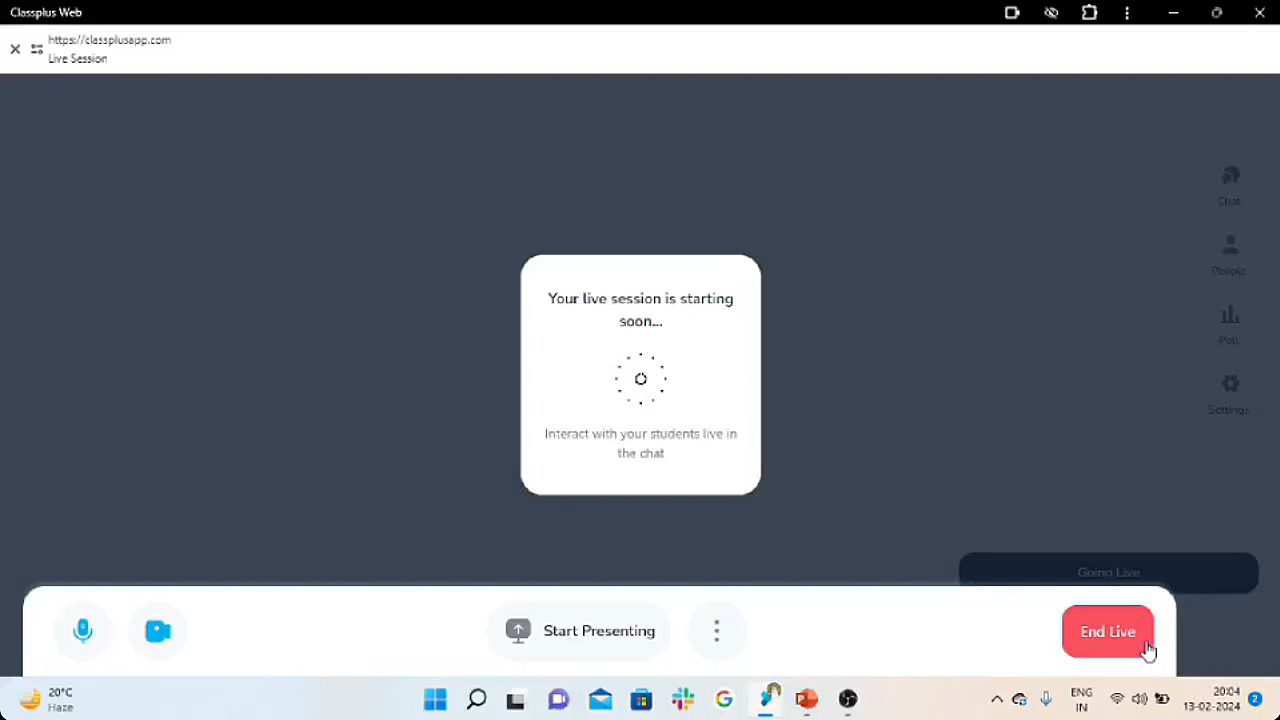 Classplus Web
https://classplusapp.com
Live Session
Chat
People
Poll
Settings
Your live session is starting
soon...
Interact with your students live in
the chat
Going Live
Start Presenting
End Live
20°C
Haze
ENG
IN
20:04
13-02-2024
2